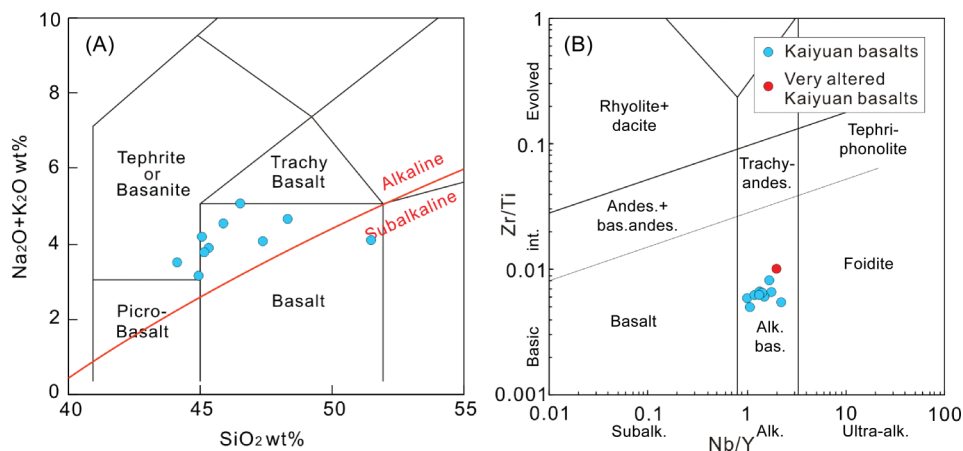 (A)
10
8
6
4
2
0
40
45
50
55
Na₂O+K₂O wt%
SiO₂ wt%
Tephrite
or
Basanite
Trachy
Basalt
Alkaline
Subalkaline
Picro-
Basalt
Basalt
(B)
1
0.1
0.01
0.001
0.01
0.1
1
10
100
Zr/Ti
Evolved
Int.
Basic
Nb/Y
Subalk.
Alk.
Ultra-alk.
Kaiyuan basalts
Very altered
Kaiyuan basalts
Rhyolite+
dacite
Tephri-
phonolite
Trachy-
andes.
Andes.+
bas.andes.
Foidite
Basalt
Alk.
bas.